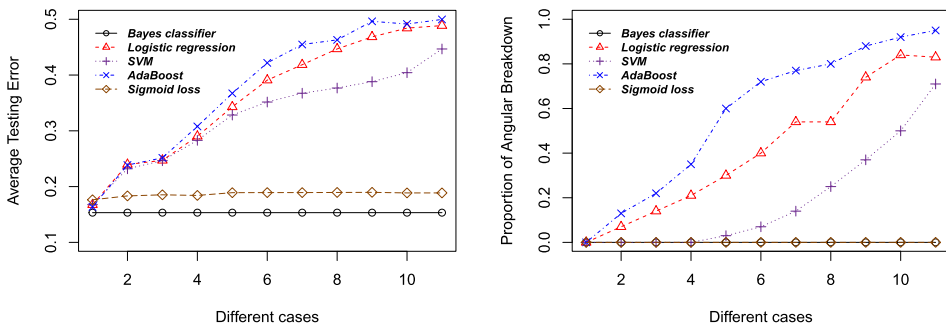 Average Testing Error
0.5
0.4
0.3
0.2
0.1
Bayes classifier
Logistic regression
SVM
AdaBoost
Sigmoid loss
2 4 6 8 10
Different cases
Proportion of Angular Breakdown
1.0
0.8
0.6
0.4
0.2
0.0
Bayes classifier
Logistic regression
SVM
AdaBoost
Sigmoid loss
2 4 6 8 10
Different cases